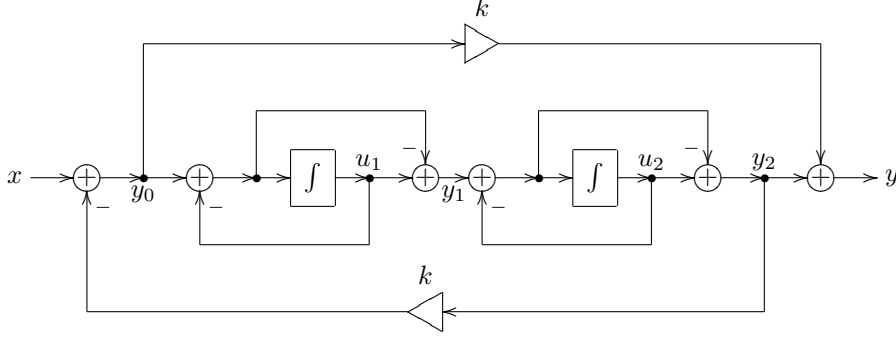 k
x
+
y₀
+
∫
u₁
+
y₁
+
∫
u₂
+
y₂
+
y
−
−
−
−
−
k